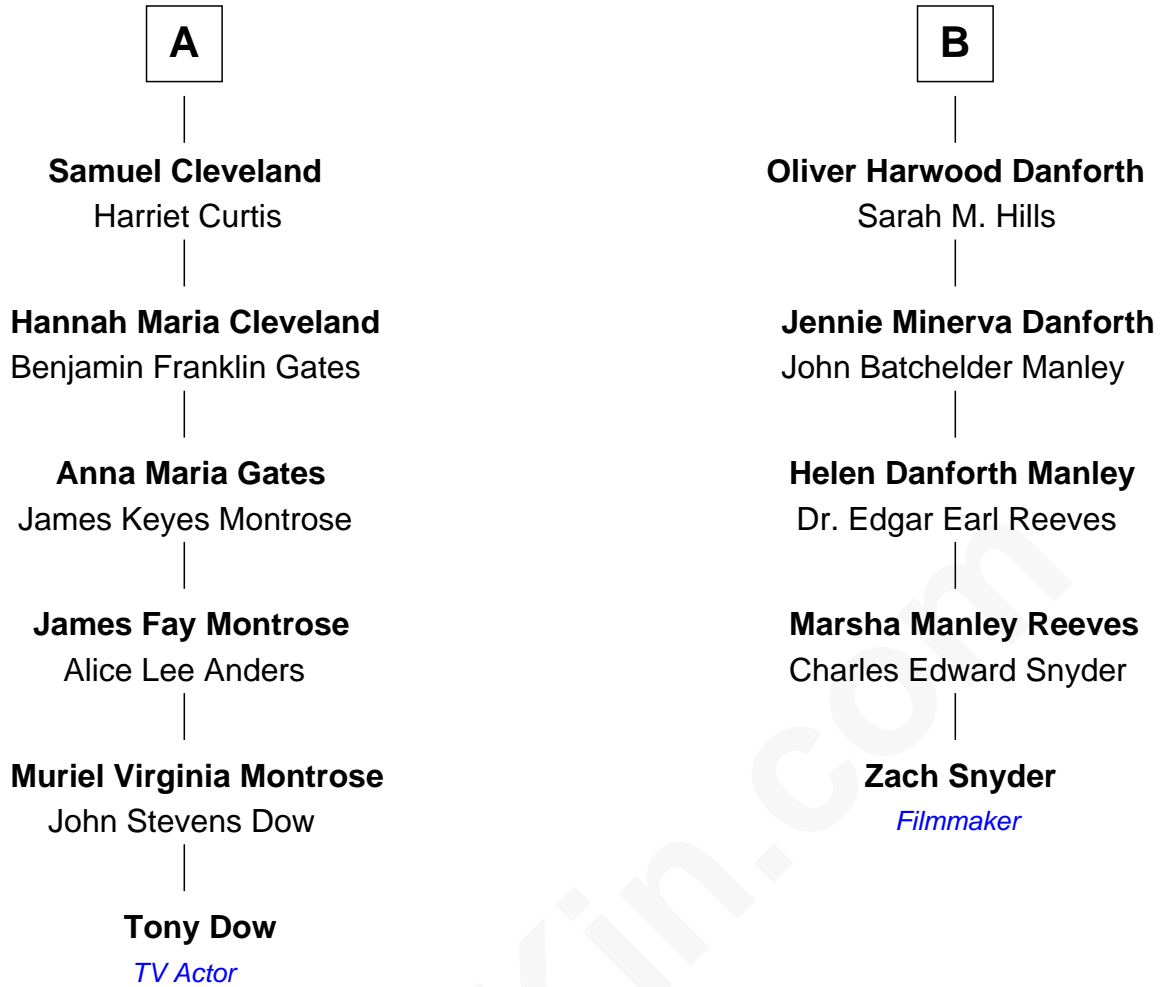 A
Samuel Cleveland
Harriet Curtis
Hannah Maria Cleveland
Benjamin Franklin Gates
Anna Maria Gates
James Keyes Montrose
James Fay Montrose
Alice Lee Anders
Muriel Virginia Montrose
John Stevens Dow
Tony Dow
TV Actor
B
Oliver Harwood Danforth
Sarah M. Hills
Jennie Minerva Danforth
John Batchelder Manley
Helen Danforth Manley
Dr. Edgar Earl Reeves
Marsha Manley Reeves
Charles Edward Snyder
Zach Snyder
Filmmaker
Kin.com